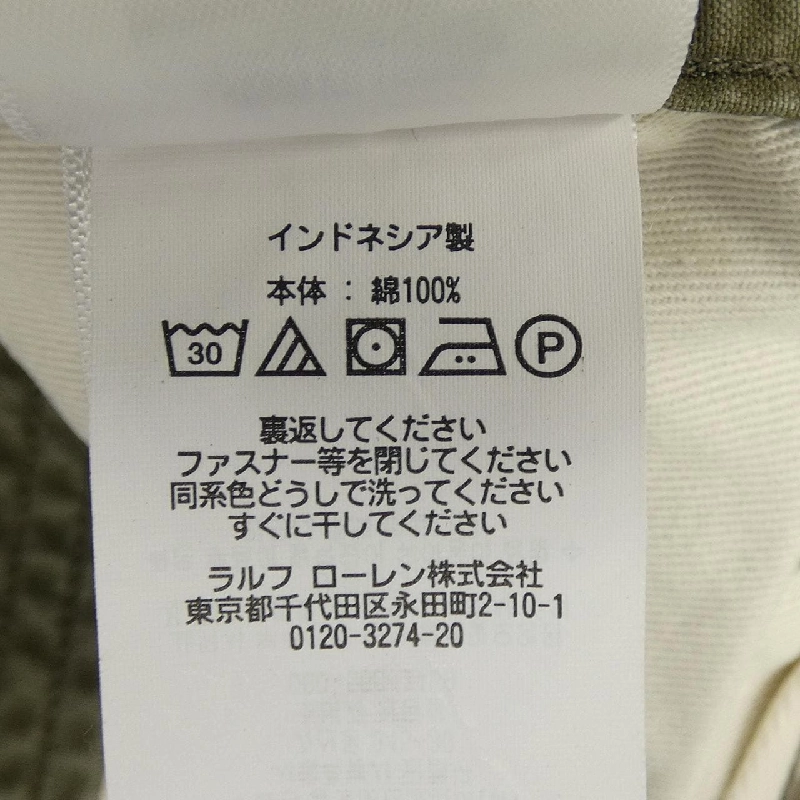 インドネシア製
本体 : 綿100%
30 P
裏返してください
ファスナー等を閉じてください
同系色どうしで洗ってください
すぐに干してください
ラルフ ローレン株式会社
東京都千代田区永田町2-10-1
0120-3274-20